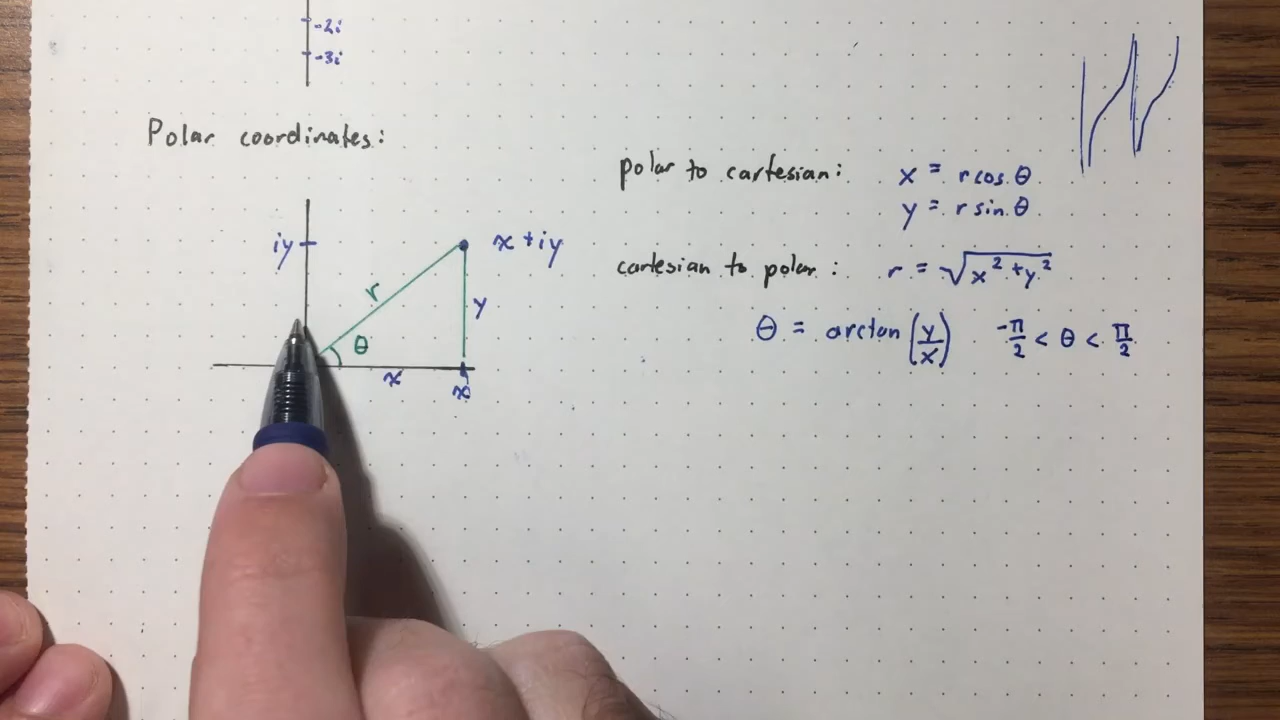 -2i
-3i
Polar coordinates:
iy
x + iy
r
y
θ
x
x
polar to cartesian: x = r cos θ
y = r sin θ
cartesian to polar: r = √(x² + y²)
θ = arctan (y/x) -π/2 < θ < π/2